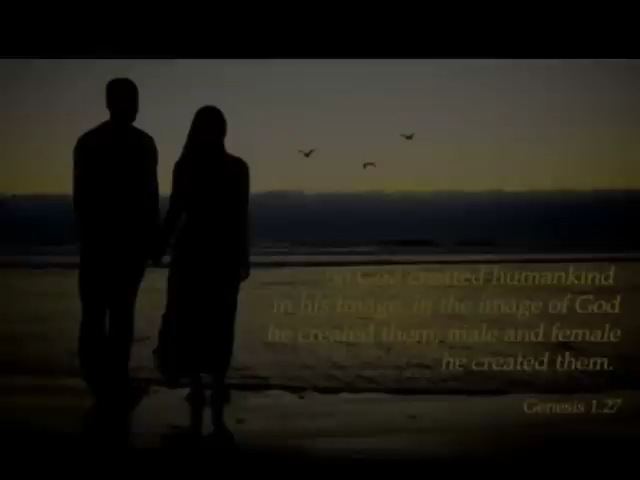 So God created humankind
in his image, in the image of God
he created them; male and female
he created them.
Genesis 1.27